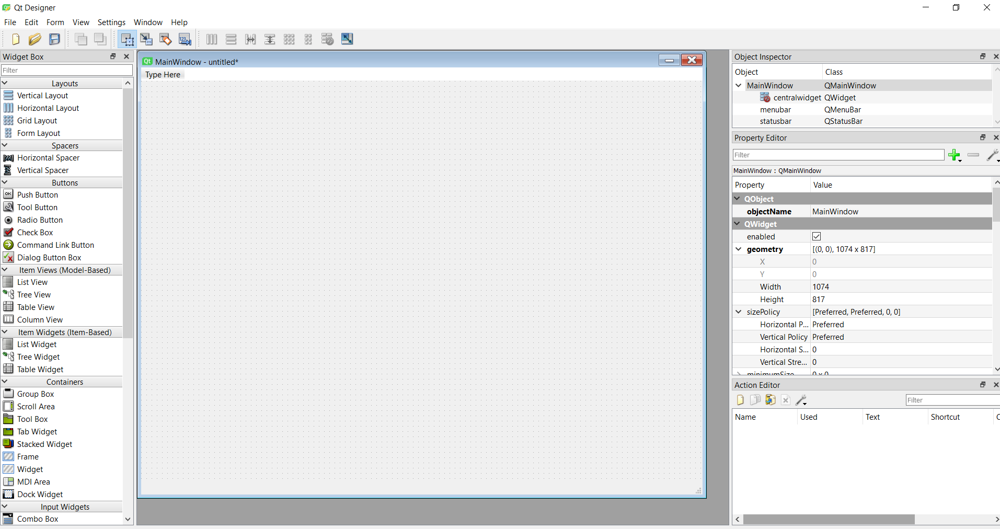 Qt Designer
File Edit Form View Settings Window Help
Widget Box
Filter
Layouts
Vertical Layout
Horizontal Layout
Grid Layout
Form Layout
Spacers
Horizontal Spacer
Vertical Spacer
Buttons
Push Button
Tool Button
Radio Button
Check Box
Command Link Button
Dialog Button Box
Item Views (Model-Based)
List View
Tree View
Table View
Column View
Item Widgets (Item-Based)
List Widget
Tree Widget
Table Widget
Containers
Group Box
Scroll Area
Tool Box
Tab Widget
Stacked Widget
Frame
Widget
MDI Area
Dock Widget
Input Widgets
Combo Box
MainWindow - untitled*
Type Here
Object Inspector
Object Class
MainWindow QMainWindow
centralwidget QWidget
menubar QMenuBar
statusbar QStatusBar
Property Editor
Filter
MainWindow : QMainWindow
Property Value
QObject
objectName MainWindow
QWidget
enabled
geometry [(0, 0), 1074 x 817]
X 0
Y 0
Width 1074
Height 817
sizePolicy [Preferred, Preferred, 0, 0]
Horizontal P... Preferred
Vertical Policy Preferred
Horizontal S... 0
Vertical Stre... 0
minimumSize 0 x 0
Action Editor
Filter
Name Used Text Shortcut C